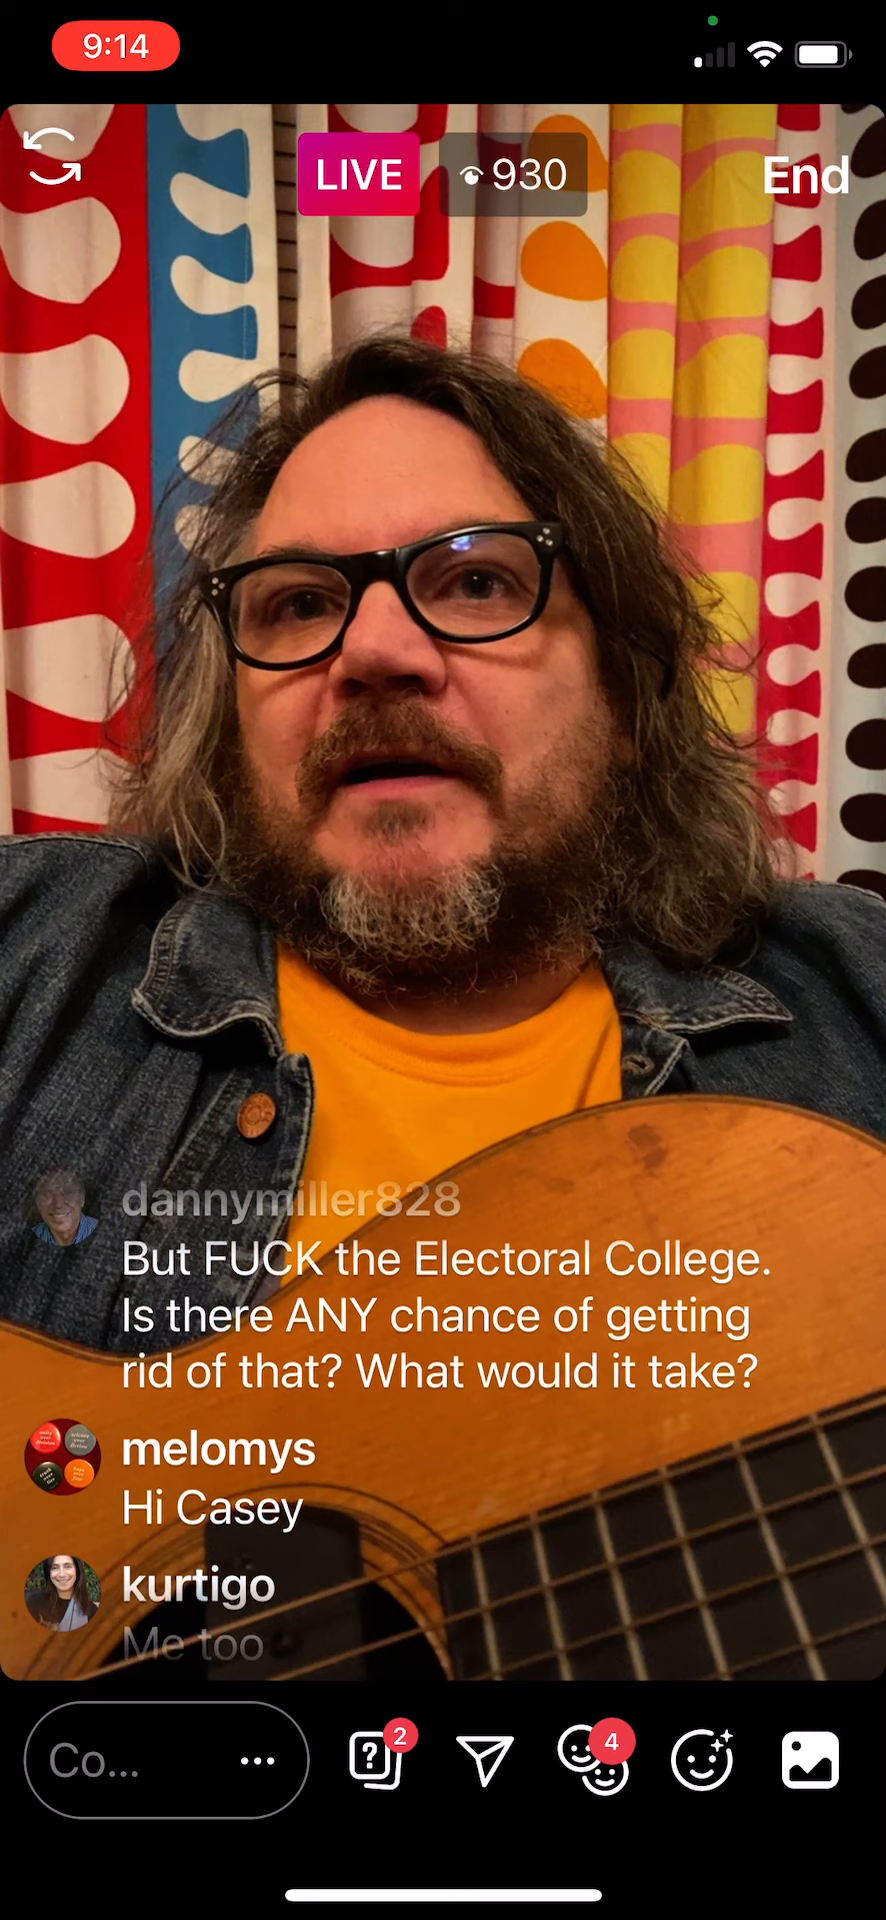 9:14
LIVE
930
End
dannymiller828
But FUCK the Electoral College.
Is there ANY chance of getting
rid of that? What would it take?
melomys
Hi Casey
kurtigo
Me too
Co...
2
4